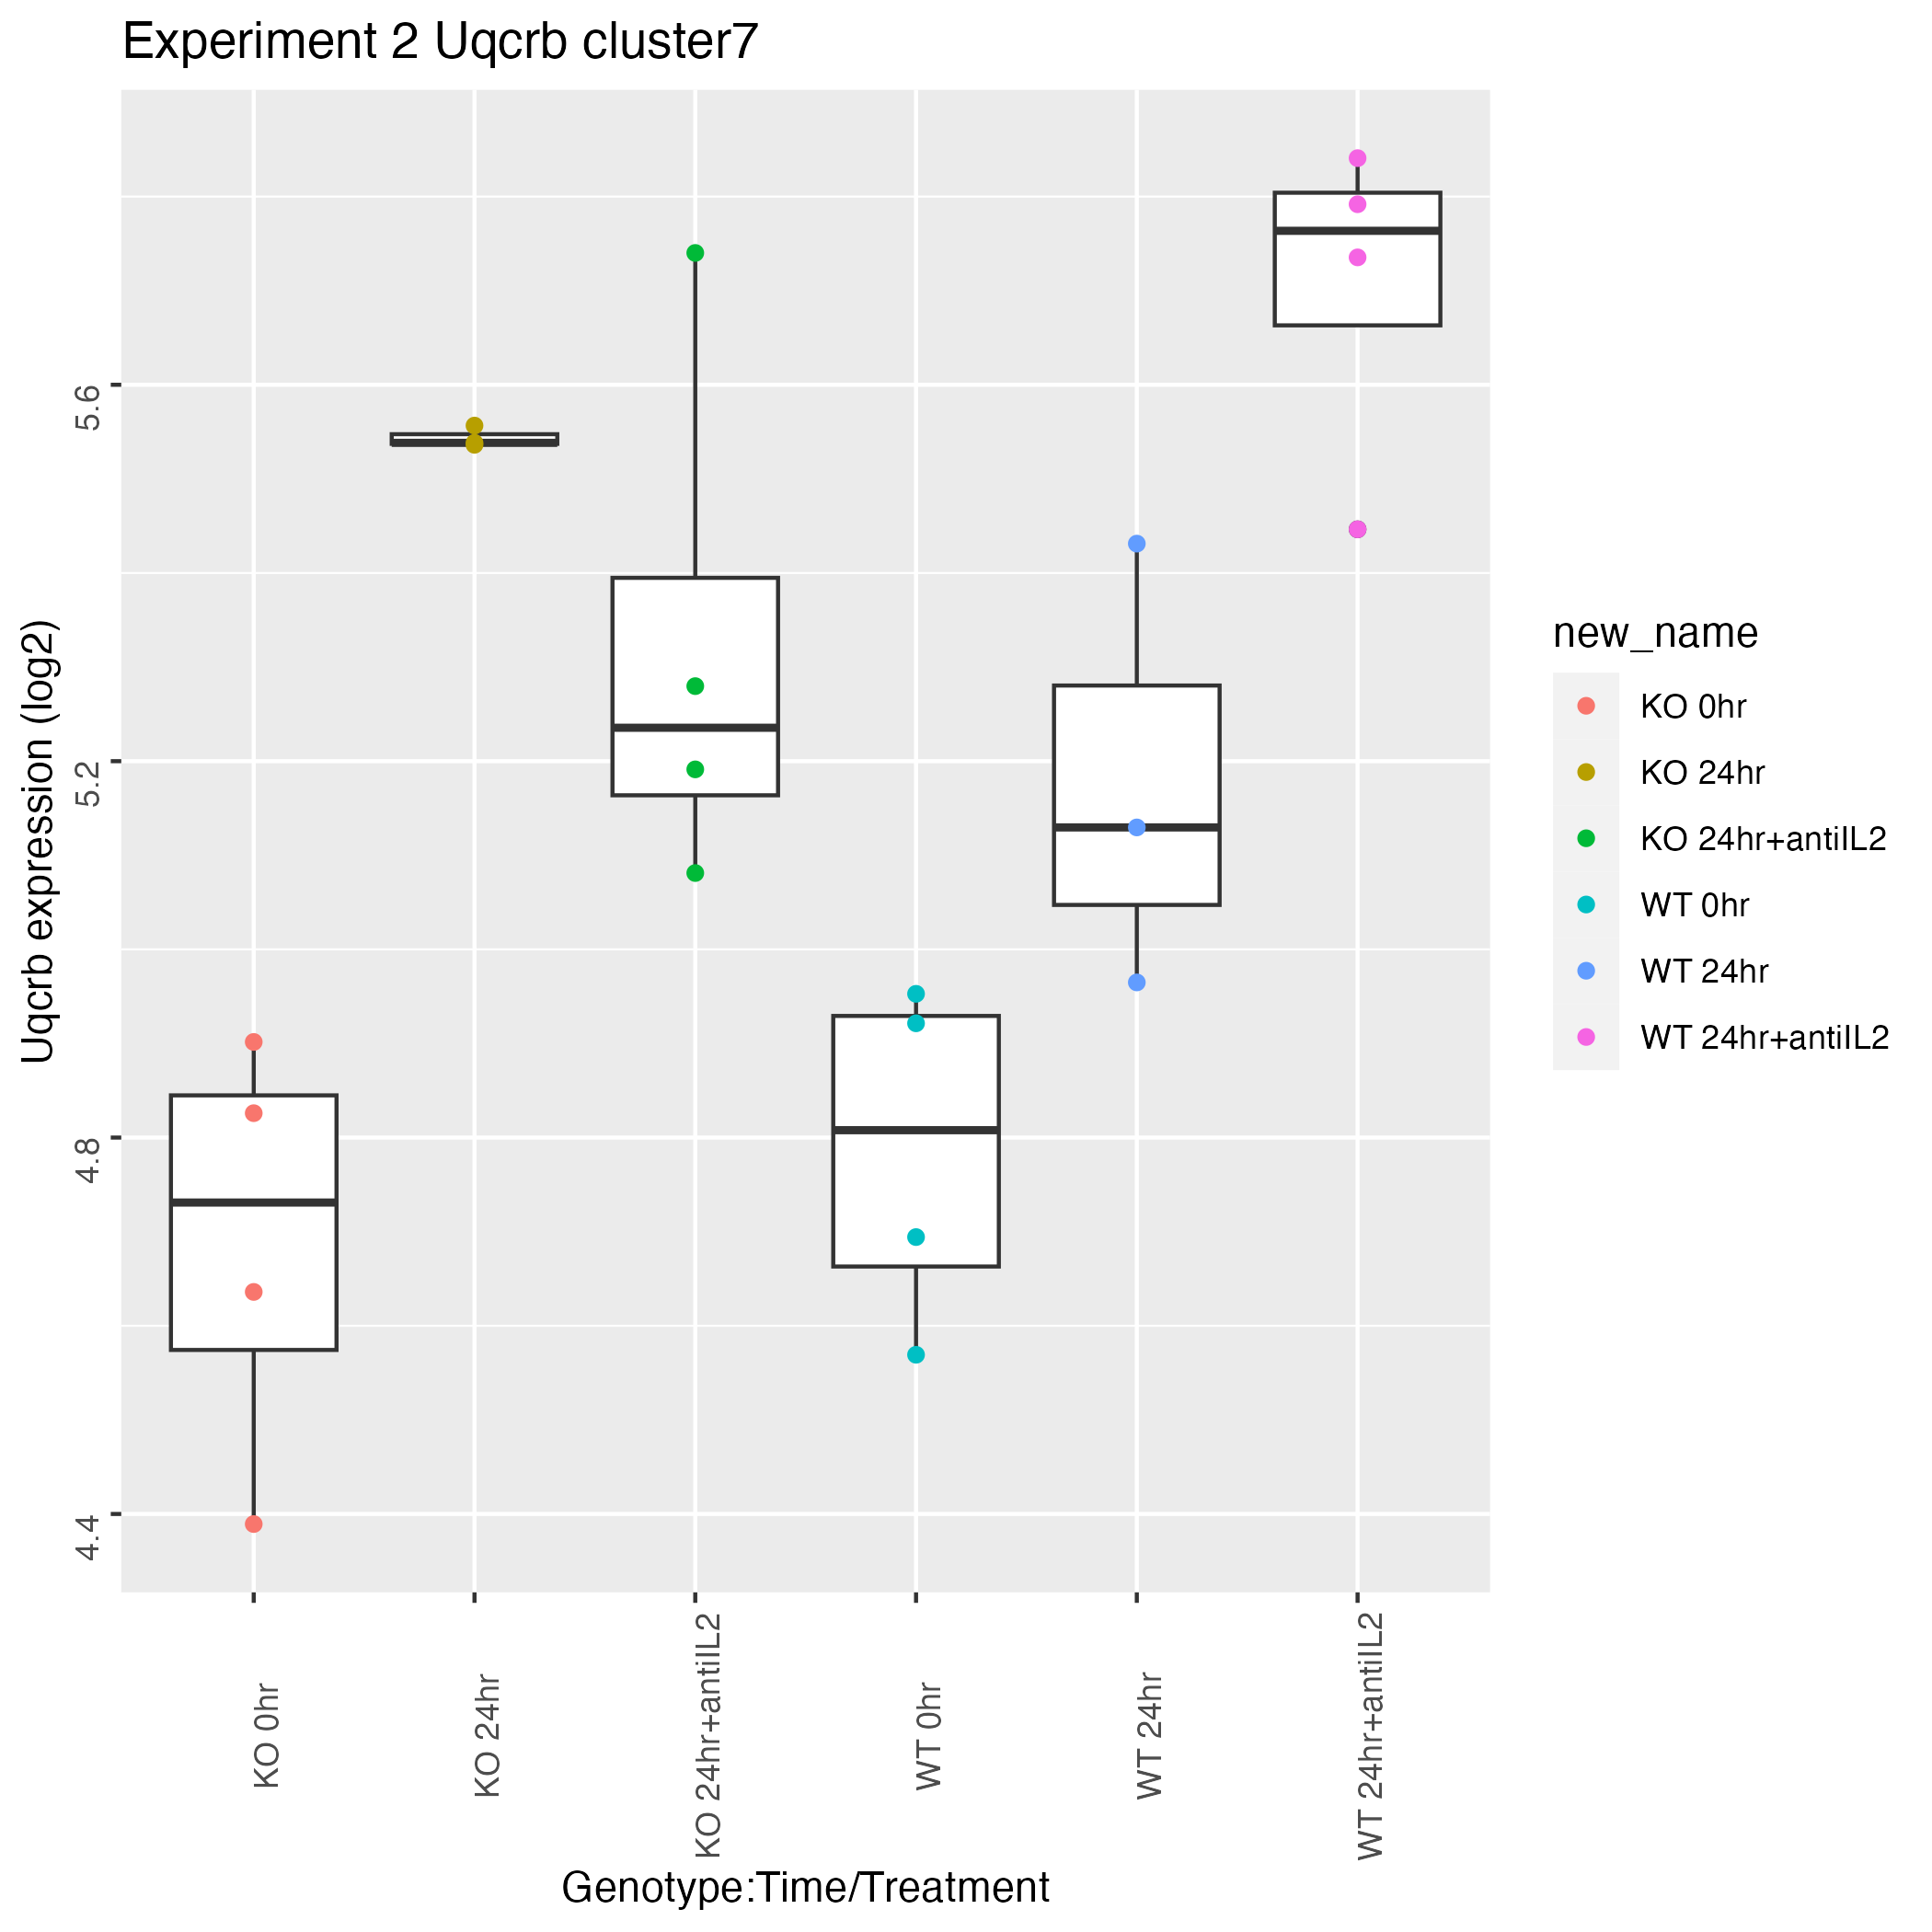 Experiment 2 Uqcrb cluster7
Uqcrb expression (log2)
5.6
5.2
4.8
4.4
KO 0hr
KO 24hr
KO 24hr+antiIL2
WT 0hr
WT 24hr
WT 24hr+antiIL2
Genotype:Time/Treatment
new_name
KO 0hr
KO 24hr
KO 24hr+antiIL2
WT 0hr
WT 24hr
WT 24hr+antiIL2